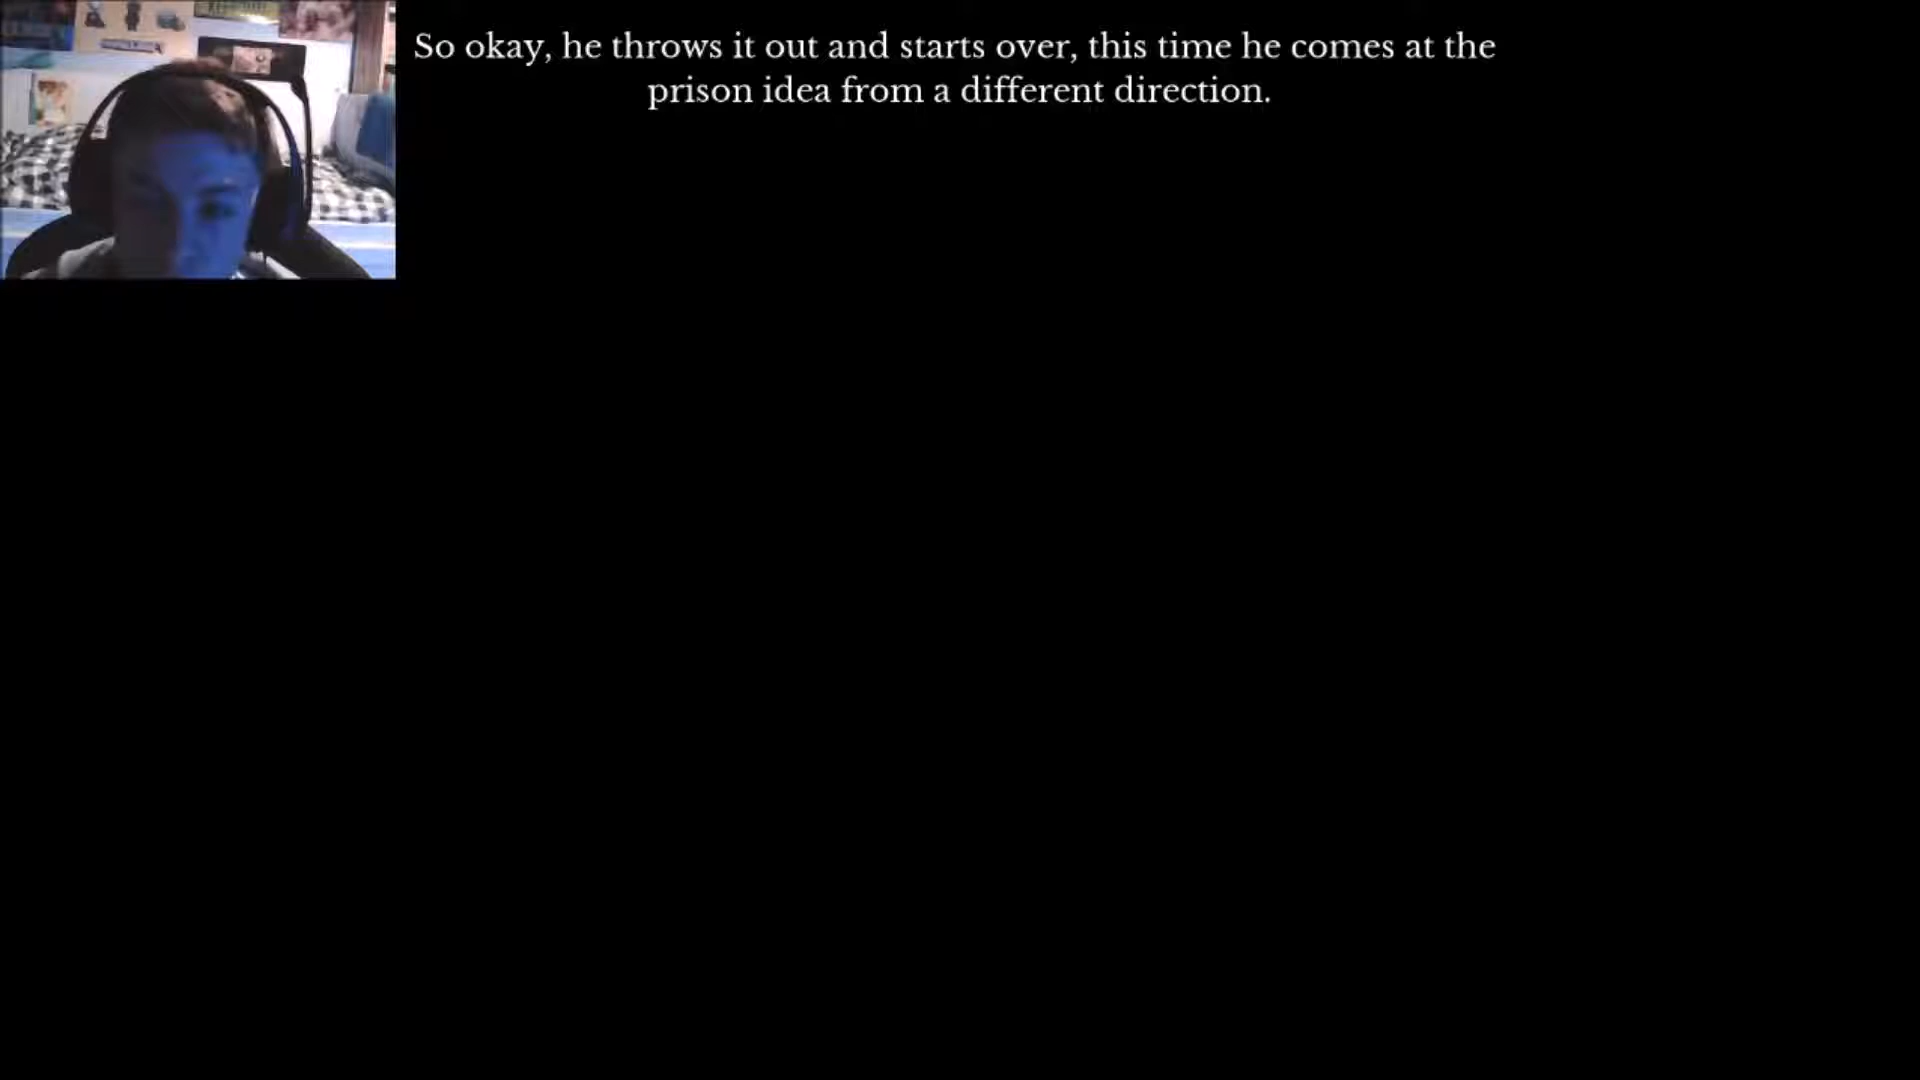 So okay, he throws it out and starts over, this time he comes at the
prison idea from a different direction.